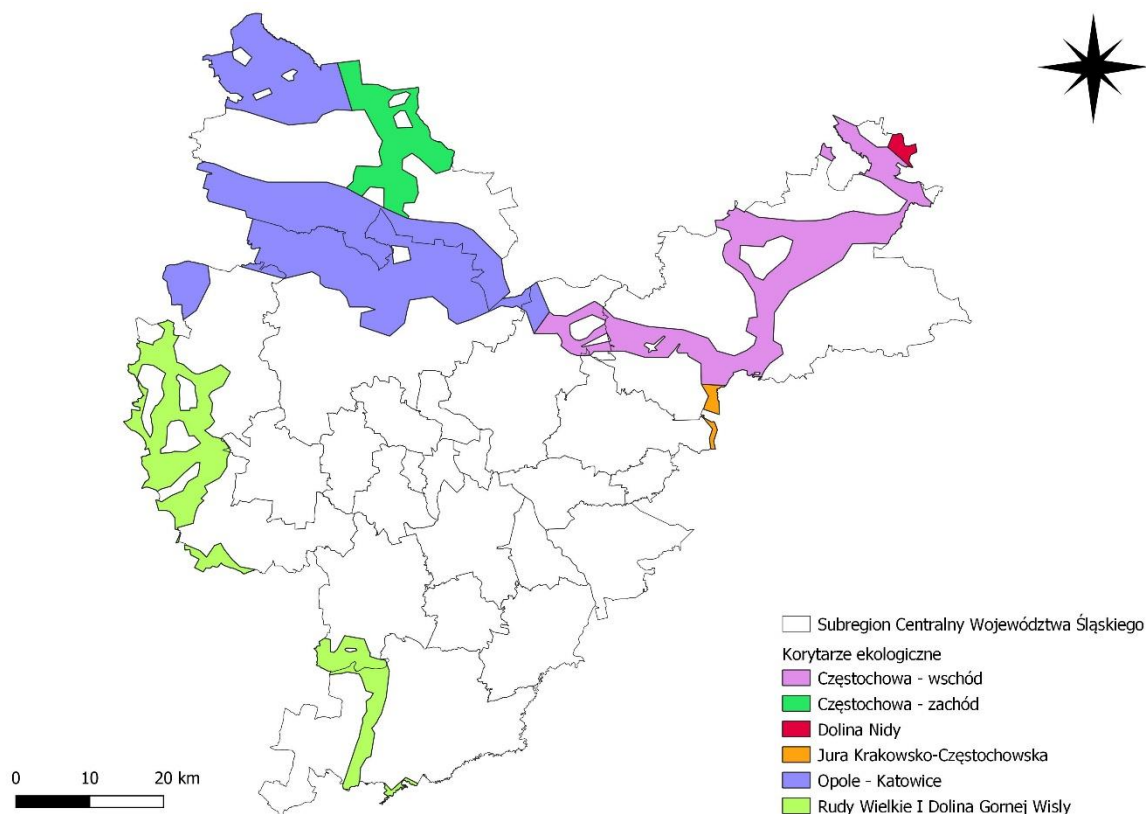 Subregion Centralny Województwa Śląskiego
Korytarze ekologiczne
Częstochowa - wschód
Częstochowa - zachód
Dolina Nidy
Jura Krakowsko-Częstochowska
Opole - Katowice
Rudy Wielkie I Dolina Gornej Wisly
0 10 20 km